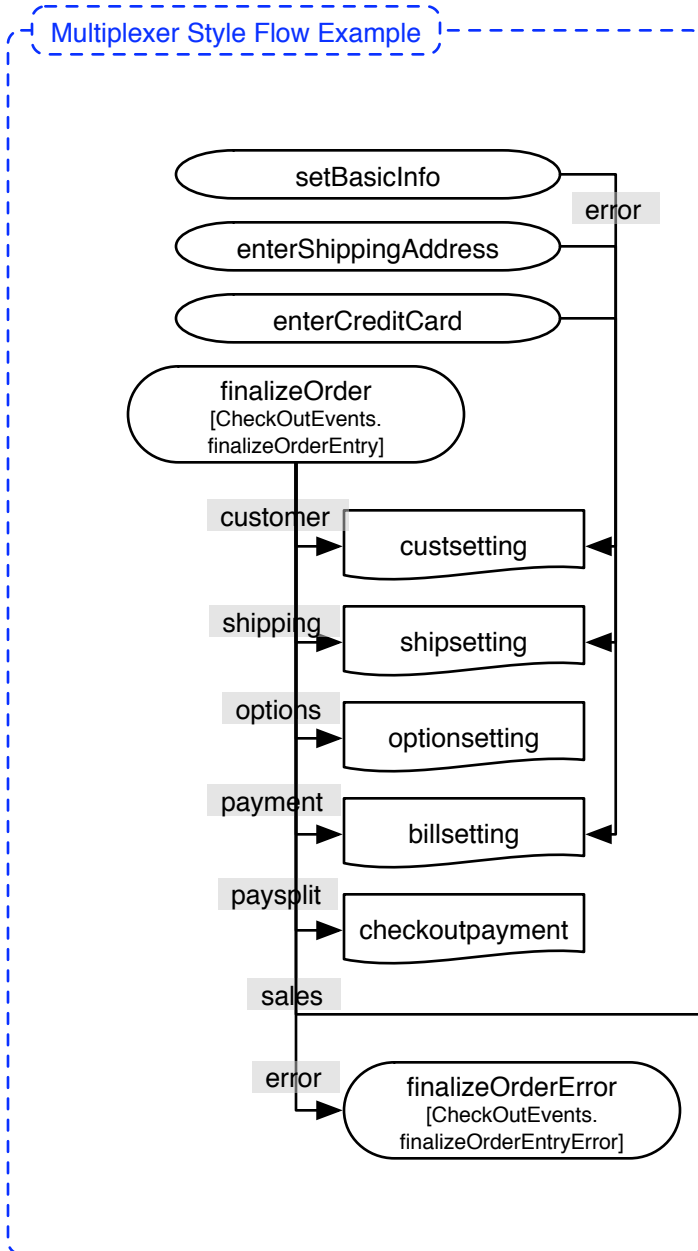 Multiplexer Style Flow Example
setBasicInfo
error
enterShippingAddress
enterCreditCard
finalizeOrder
[CheckOutEvents.
finalizeOrderEntry]
customer
custsetting
shipping
shipsetting
options
optionsetting
payment
billsetting
paysplit
checkoutpayment
sales
error
finalizeOrderError
[CheckOutEvents.
finalizeOrderEntryError]